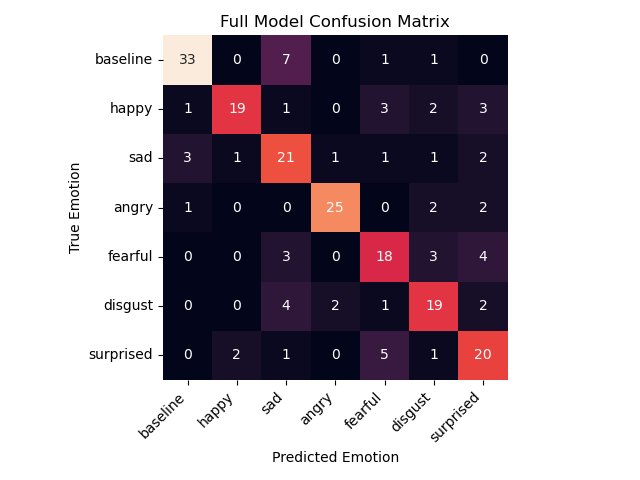 Full Model Confusion Matrix
True Emotion
baseline 33 0 7 0 1 1 0
happy 1 19 1 0 3 2 3
sad 3 1 21 1 1 1 2
angry 1 0 0 25 0 2 2
fearful 0 0 3 0 18 3 4
disgust 0 0 4 2 1 19 2
surprised 0 2 1 0 5 1 20
baseline happy sad angry fearful disgust surprised
Predicted Emotion